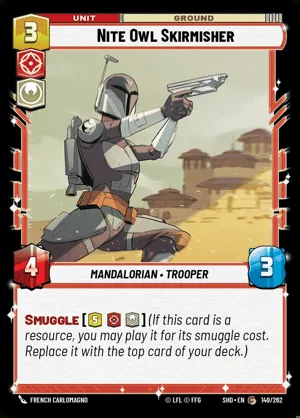 UNIT GROUND
3 NITE OWL SKIRMISHER
4 MANDALORIAN • TROOPER 3
SMUGGLE [5] (If this card is a
resource, you may play it for its smuggle cost.
Replace it with the top card of your deck.)
FRENCH CARLOMAGNO © LFL © FFG SHD • EN C 149/262